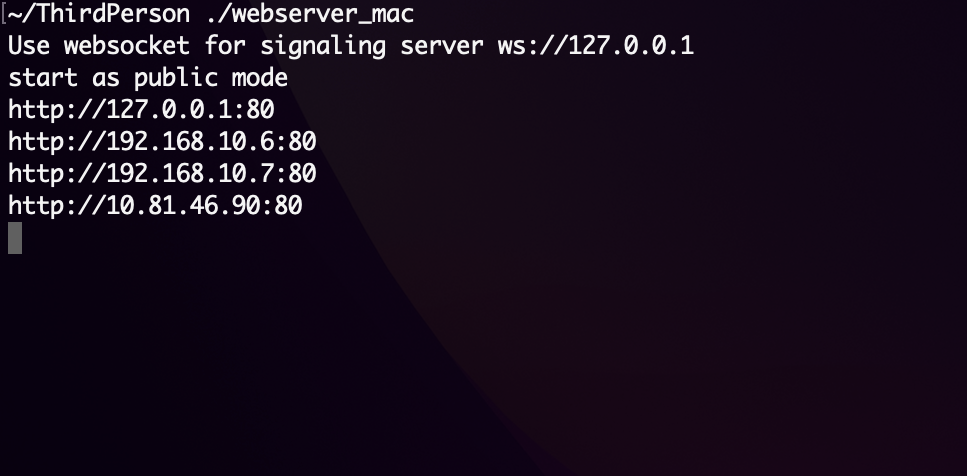 [~/ThirdPerson ./webserver_mac
Use websocket for signaling server ws://127.0.0.1
start as public mode
http://127.0.0.1:80
http://192.168.10.6:80
http://192.168.10.7:80
http://10.81.46.90:80